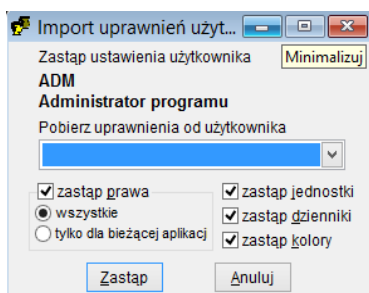 Import uprawnień użyt...
Zastąp ustawienia użytkownika
Minimalizuj
ADM
Administrator programu
Pobierz uprawnienia od użytkownika
zastąp prawa
zastąp jednostki
wszystkie
zastąp dzienniki
tylko dla bieżącej aplikacj
zastąp kolory
Zastąp
Anuluj